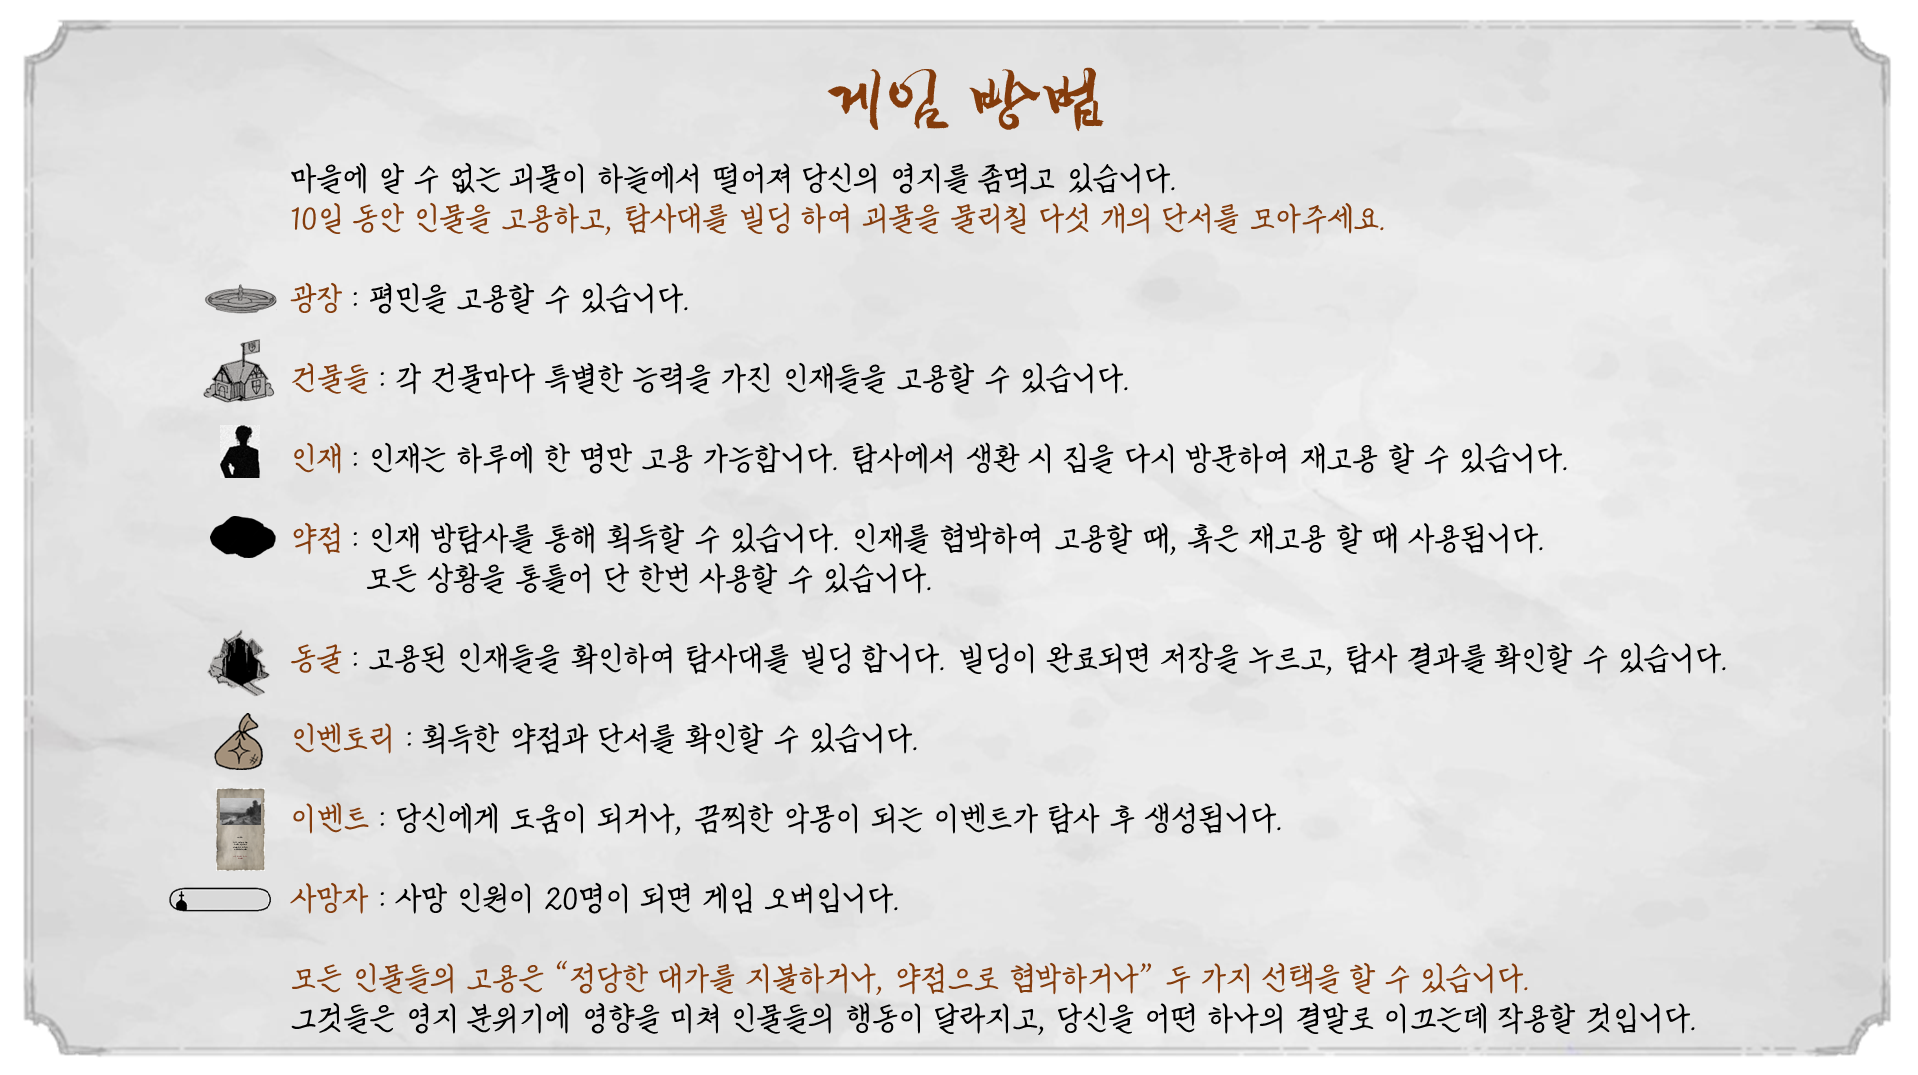 게임 방법
마을에 알 수 없는 괴물이 하늘에서 떨어져 당신의 영지를 좀먹고 있습니다.
10일 동안 인물을 고용하고, 탐사대를 빌딩 하여 괴물을 물리칠 다섯 개의 단서를 모아주세요.
광장 : 평민을 고용할 수 있습니다.
건물들 : 각 건물마다 특별한 능력을 가진 인재들을 고용할 수 있습니다.
인재 : 인재는 하루에 한 명만 고용 가능합니다. 탐사에서 생환 시 집을 다시 방문하여 재고용 할 수 있습니다.
약점 : 인재 방탐사를 통해 획득할 수 있습니다. 인재를 협박하여 고용할 때, 혹은 재고용 할 때 사용됩니다.
모든 상황을 통틀어 단 한번 사용할 수 있습니다.
동굴 : 고용된 인재들을 확인하여 탐사대를 빌딩 합니다. 빌딩이 완료되면 저장을 누르고, 탐사 결과를 확인할 수 있습니다.
인벤토리 : 획득한 약점과 단서를 확인할 수 있습니다.
이벤트 : 당신에게 도움이 되거나, 끔찍한 악몽이 되는 이벤트가 탐사 후 생성됩니다.
사망자 : 사망 인원이 20명이 되면 게임 오버입니다.
모든 인물들의 고용은 “정당한 대가를 지불하거나, 약점으로 협박하거나” 두 가지 선택을 할 수 있습니다.
그것들은 영지 분위기에 영향을 미쳐 인물들의 행동이 달라지고, 당신을 어떤 하나의 결말로 이끄는데 작용할 것입니다.